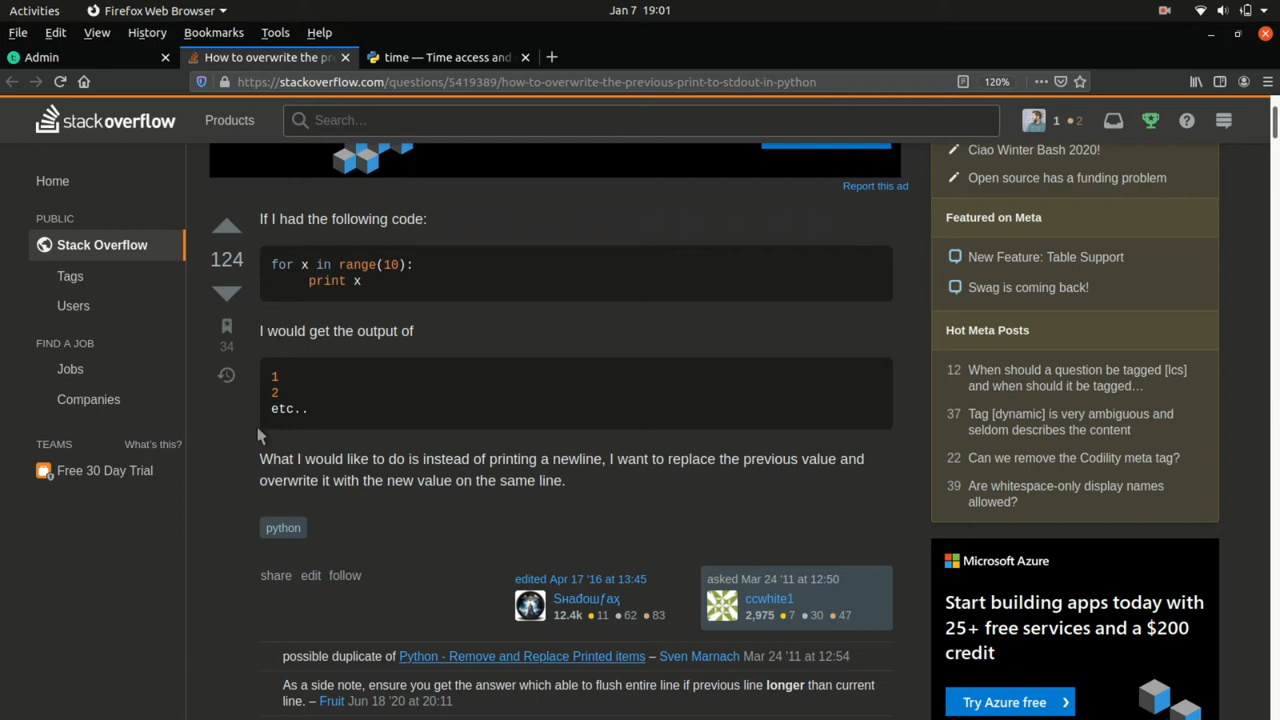 Activities
Firefox Web Browser
Jan 7 19:01
File Edit View History Bookmarks Tools Help
Admin
How to overwrite the pr
time — Time access and
https://stackoverflow.com/questions/5419389/how-to-overwrite-the-previous-print-to-stdout-in-python
120%
stackoverflow
Products
Search...
1 2
Home
PUBLIC
Stack Overflow
Tags
Users
FIND A JOB
Jobs
Companies
TEAMS
What's this?
Free 30 Day Trial
Report this ad
124
34
If I had the following code:
for x in range(10):
print x
I would get the output of
1
2
etc..
What I would like to do is instead of printing a newline, I want to replace the previous value and
overwrite it with the new value on the same line.
python
share edit follow
edited Apr 17 '16 at 13:45
12.4k 11 62 83
asked Mar 24 '11 at 12:50
ccwhite1
2,975 7 30 47
possible duplicate of Python - Remove and Replace Printed items – Sven Marnach Mar 24 '11 at 12:54
As a side note, ensure you get the answer which able to flush entire line if previous line longer than current
line. – Fruit Jun 18 '20 at 20:11
Ciao Winter Bash 2020!
Open source has a funding problem
Featured on Meta
New Feature: Table Support
Swag is coming back!
Hot Meta Posts
12 When should a question be tagged [lcs]
and when should it be tagged…
37 Tag [dynamic] is very ambiguous and
seldom describes the content
22 Can we remove the Codility meta tag?
39 Are whitespace-only display names
allowed?
Microsoft Azure
Start building apps today with
25+ free services and a $200
credit
Try Azure free